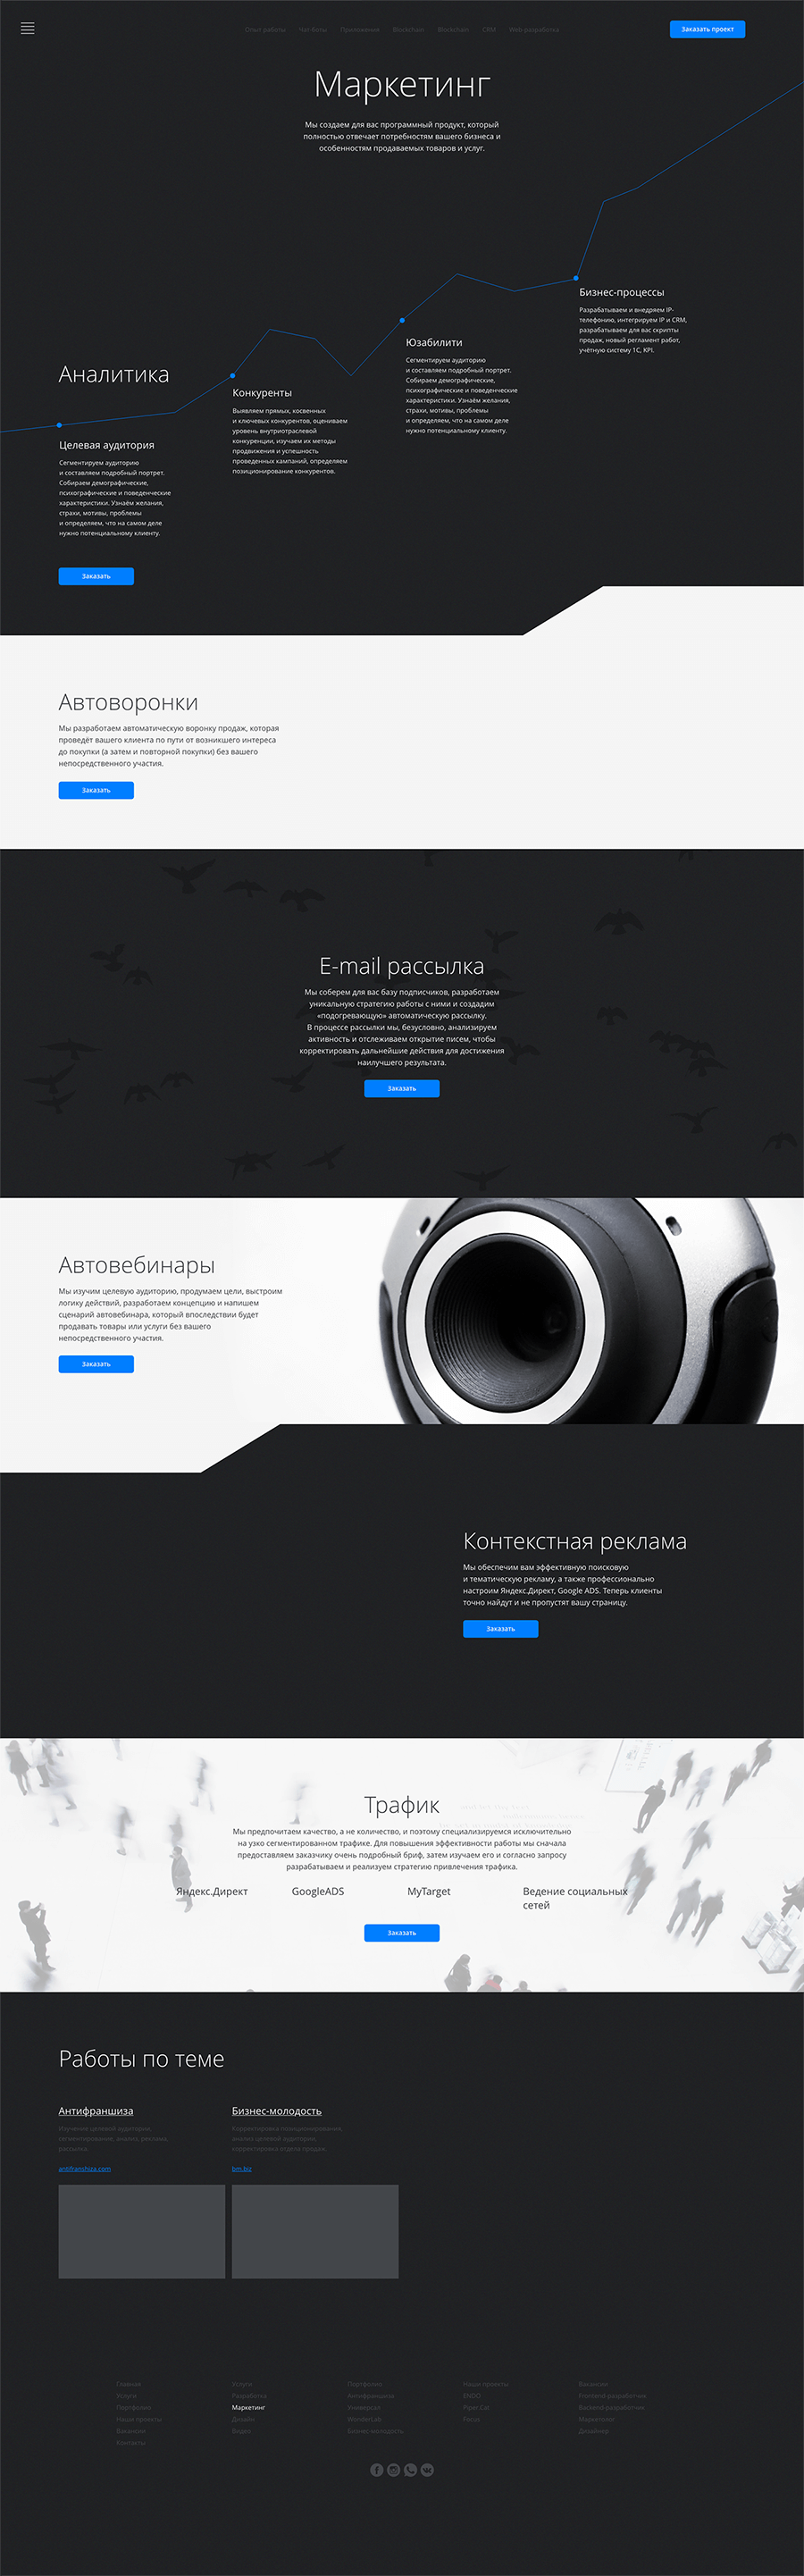 Опыт работы Чат-боты Приложения Blockchain Blockchain CRM Web-разработка
Заказать проект
Маркетинг
Мы создаем для вас программный продукт, который
полностью отвечает потребностям вашего бизнеса и
особенностям продаваемых товаров и услуг.
Аналитика
Целевая аудитория
Сегментируем аудиторию
и составляем подробный портрет.
Собираем демографические,
психографические и поведенческие
характеристики. Узнаём желания,
страхи, мотивы, проблемы
и определяем, что на самом деле
нужно потенциальному клиенту.
Конкуренты
Выявляем прямых, косвенных
и ключевых конкурентов, оцениваем
уровень внутриотраслевой
конкуренции, изучаем их методы
продвижения и успешность
проведенных кампаний, определяем
позиционирование конкурентов.
Юзабилити
Сегментируем аудиторию
и составляем подробный портрет.
Собираем демографические,
психографические и поведенческие
характеристики. Узнаём желания,
страхи, мотивы, проблемы
и определяем, что на самом деле
нужно потенциальному клиенту.
Бизнес-процессы
Разрабатываем и внедряем IP-
телефонию, интегрируем IP и CRM,
разрабатываем для вас скрипты
продаж, новый регламент работ,
учётную систему 1С, KPI.
Заказать
Автоворонки
Мы разработаем автоматическую воронку продаж, которая
проведёт вашего клиента по пути от возникшего интереса
до покупки (а затем и повторной покупки) без вашего
непосредственного участия.
Заказать
E-mail рассылка
Мы соберем для вас базу подписчиков, разработаем
уникальную стратегию работы с ними и создадим
«подогревающую» автоматическую рассылку.
В процессе рассылки мы, безусловно, анализируем
активность и отслеживаем открытие писем, чтобы
корректировать дальнейшие действия для достижения
наилучшего результата.
Заказать
Автовебинары
Мы изучим целевую аудиторию, продумаем цели, выстроим
логику действий, разработаем концепцию и напишем
сценарий автовебинара, который впоследствии будет
продавать товары или услуги без вашего
непосредственного участия.
Заказать
Контекстная реклама
Мы обеспечим вам эффективную поисковую
и тематическую рекламу, а также профессионально
настроим Яндекс.Директ, Google ADS. Теперь клиенты
точно найдут и не пропустят вашу страницу.
Заказать
Трафик
Мы предпочитаем качество, а не количество, и поэтому специализируемся исключительно
на узко сегментированном трафике. Для повышения эффективности работы мы сначала
предоставляем заказчику очень подробный бриф, затем изучаем его и согласно запросу
разрабатываем и реализуем стратегию привлечения трафика.
Яндекс.Директ
GoogleADS
MyTarget
Ведение социальных
сетей
Заказать
Работы по теме
Антифраншиза
Изучение целевой аудитории,
сегментирование, анализ, реклама,
рассылка.
antifranshiza.com
Бизнес-молодость
Корректировка позиционирования,
анализ целевой аудитории,
корректировка отдела продаж.
bm.biz
Главная
Услуги
Портфолио
Наши проекты
Вакансии
Контакты
Услуги
Разработка
Маркетинг
Дизайн
Видео
Портфолио
Антифраншиза
Универсал
WonderLab
Бизнес-молодость
Наши проекты
ENDO
Piper.Cat
Focus
Вакансии
Frontend-разработчик
Backend-разработчик
Маркетолог
Дизайнер